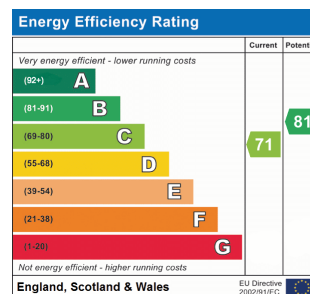 Energy Efficiency Rating
Current Potenti
Very energy efficient - lower running costs
(92+) A
(81-91) B
81
(69-80) C
71
(55-68) D
(39-54) E
(21-38) F
(1-20) G
Not energy efficient - higher running costs
England, Scotland & Wales
EU Directive
2002/91/EC